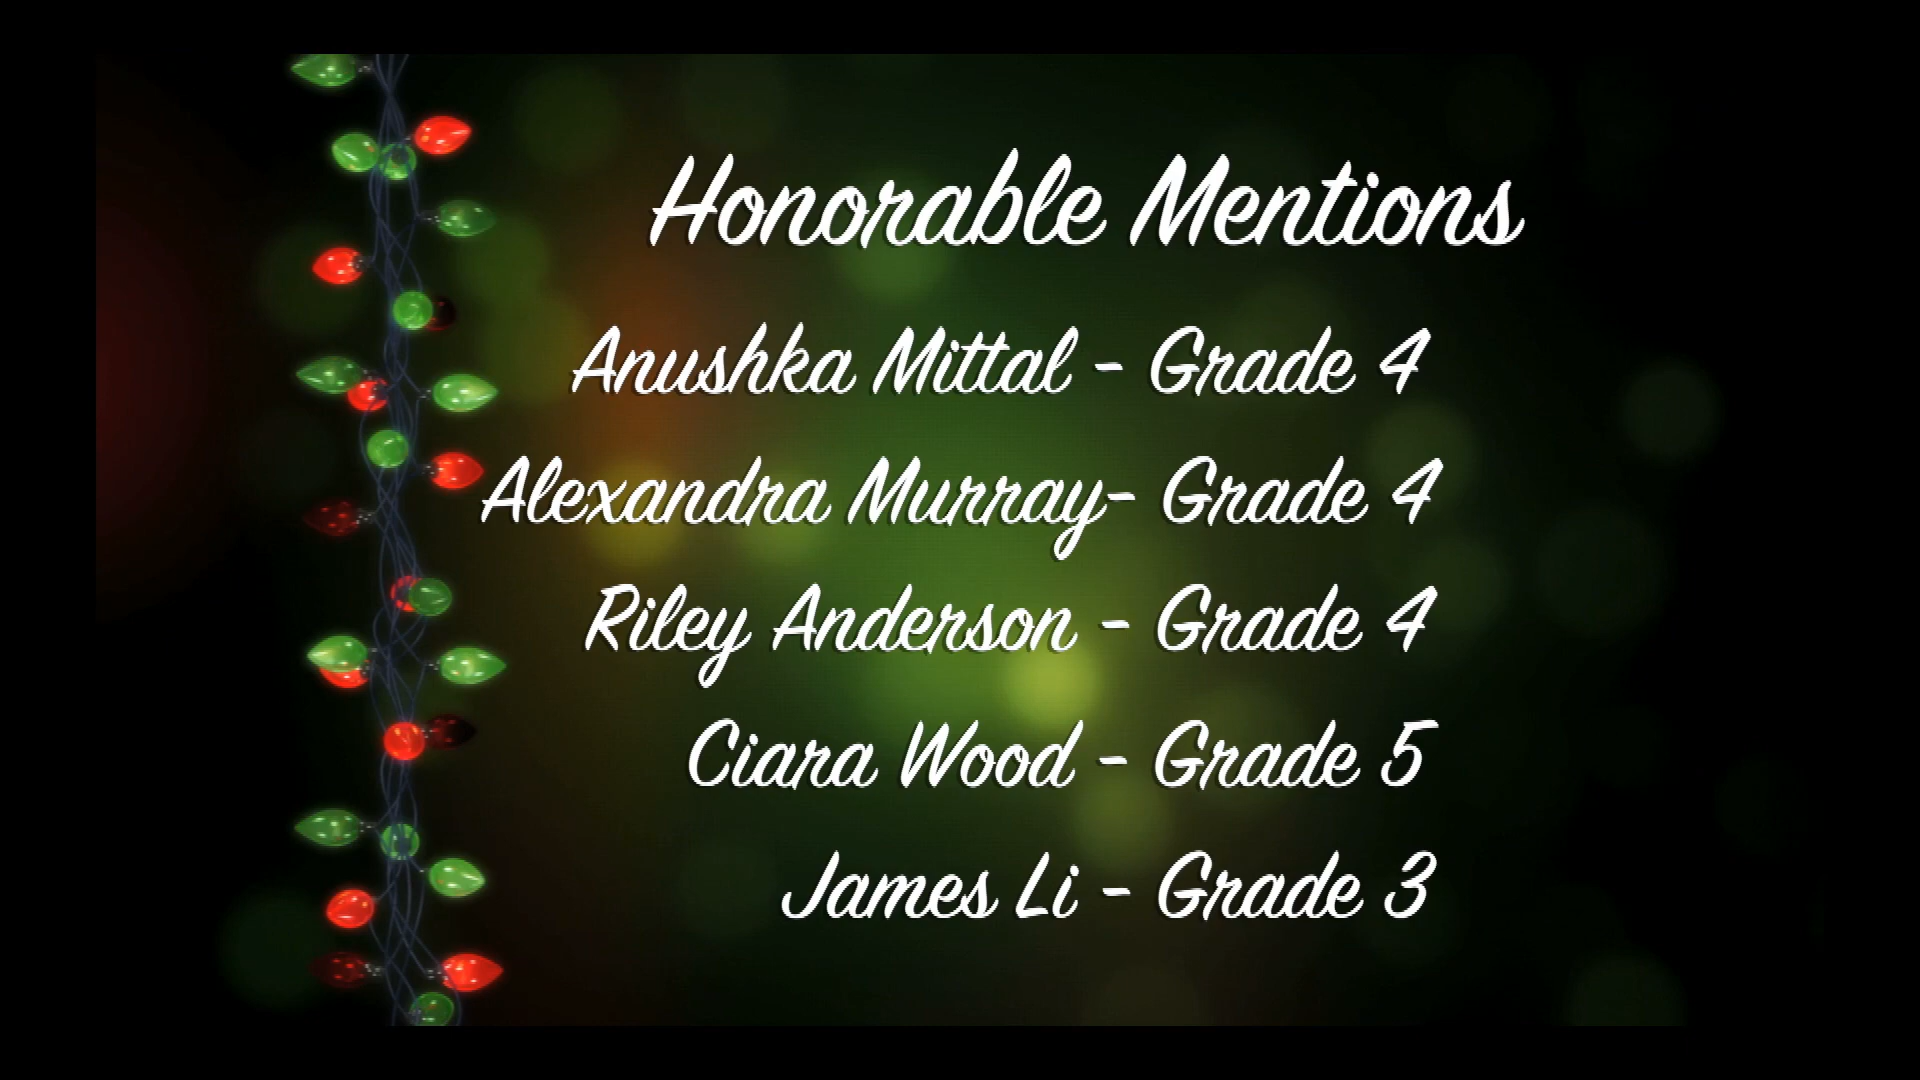 Honorable Mentions
Anushka Mittal - Grade 4
Alexandra Murray- Grade 4
Riley Anderson - Grade 4
Ciara Wood - Grade 5
James Li - Grade 3